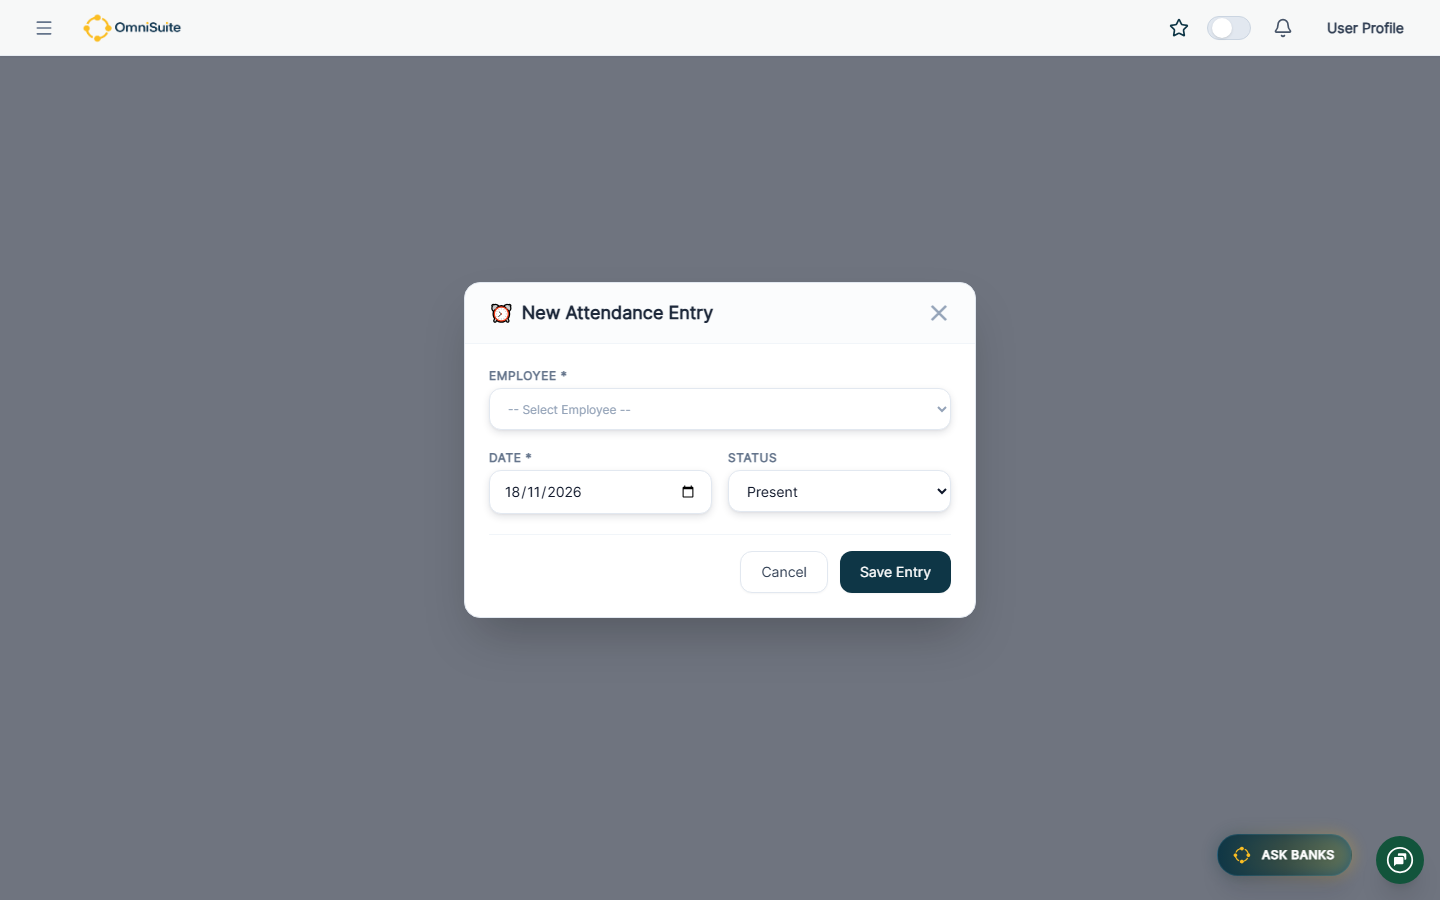 OmniSuite
User Profile
New Attendance Entry
EMPLOYEE *
-- Select Employee --
DATE *
STATUS
18/11/2026
Present
Cancel
Save Entry
ASK BANKS